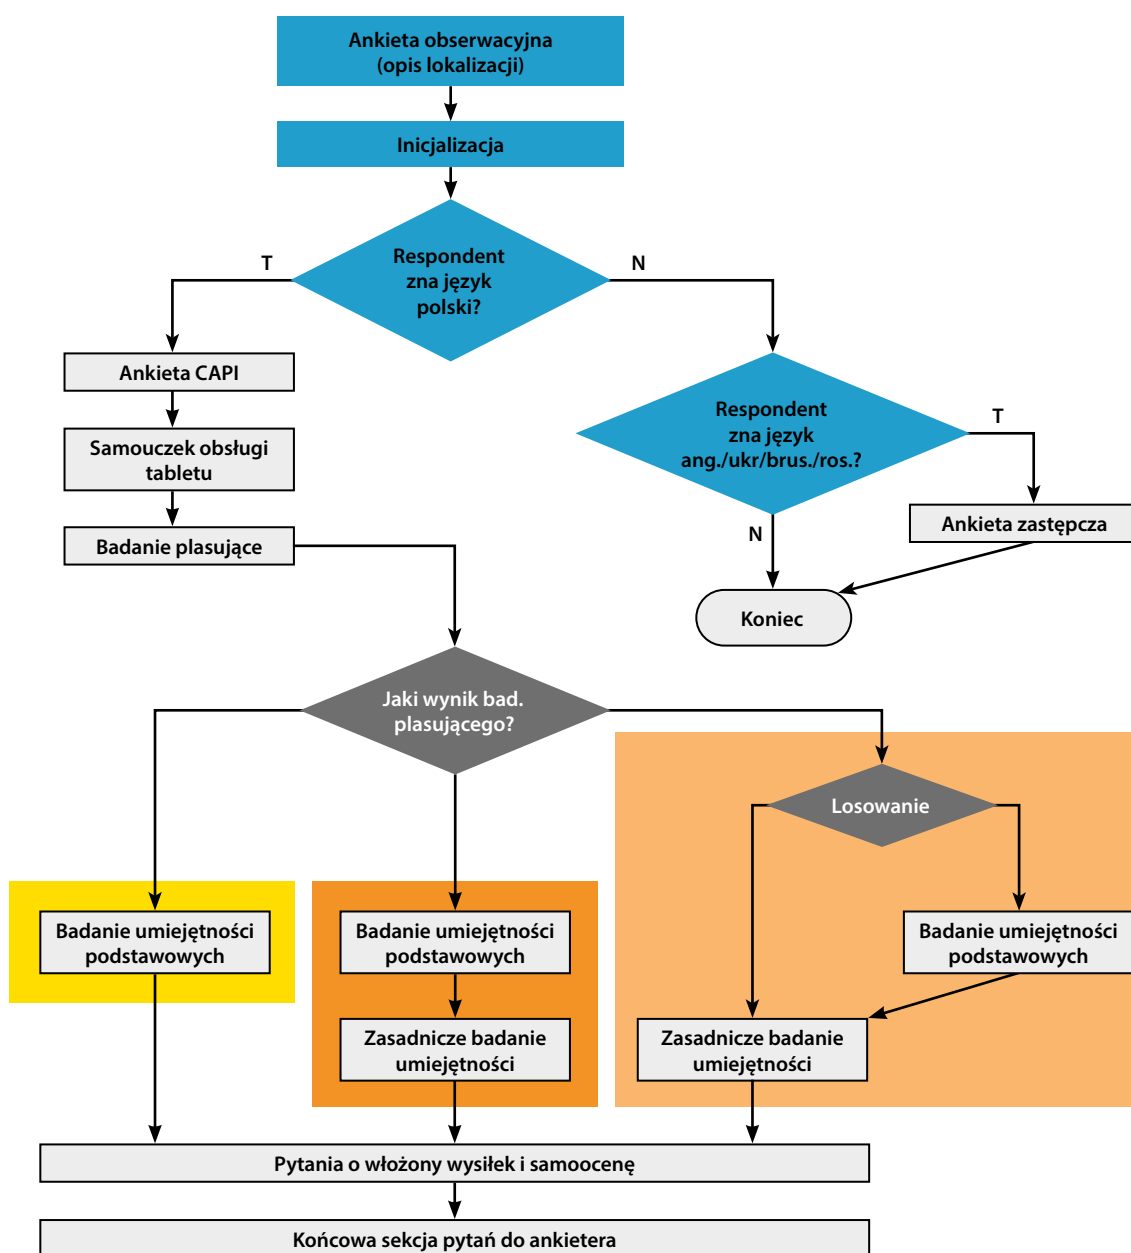 Ankieta obserwacyjna
(opis lokalizacji)
Inicjalizacja
Respondent
zna język
polski?
T
N
Ankieta CAPI
Respondent
zna język
ang./ukr/brus./ros.?
T
N
Samouczek obsługi
tabletu
Ankieta zastępcza
Badanie plasujące
Koniec
Jaki wynik bad.
plasującego?
Losowanie
Badanie umiejętności
podstawowych
Badanie umiejętności
podstawowych
Badanie umiejętności
podstawowych
Zasadnicze badanie
umiejętności
Zasadnicze badanie
umiejętności
Pytania o włożony wysiłek i samoocenę
Końcowa sekcja pytań do ankietera